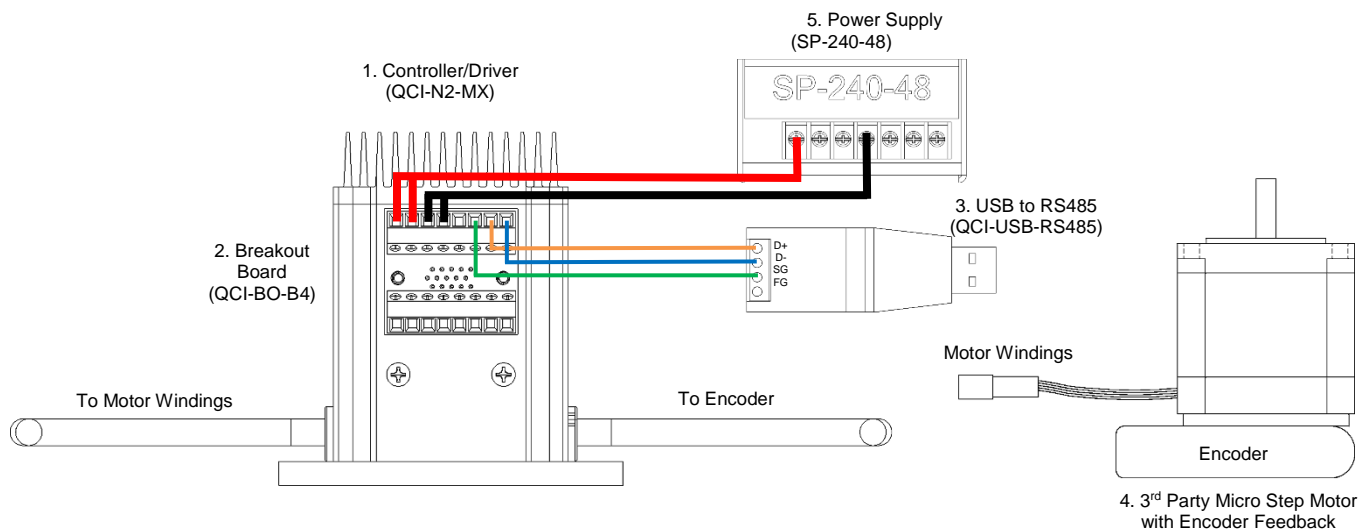 5. Power Supply
(SP-240-48)
1. Controller/Driver
(QCI-N2-MX)
SP-240-48
3. USB to RS485
(QCI-USB-RS485)
2. Breakout
Board
(QCI-BO-B4)
D+
D-
SG
FG
Motor Windings
To Motor Windings
To Encoder
Encoder
4. 3rd Party Micro Step Motor
with Encoder Feedback